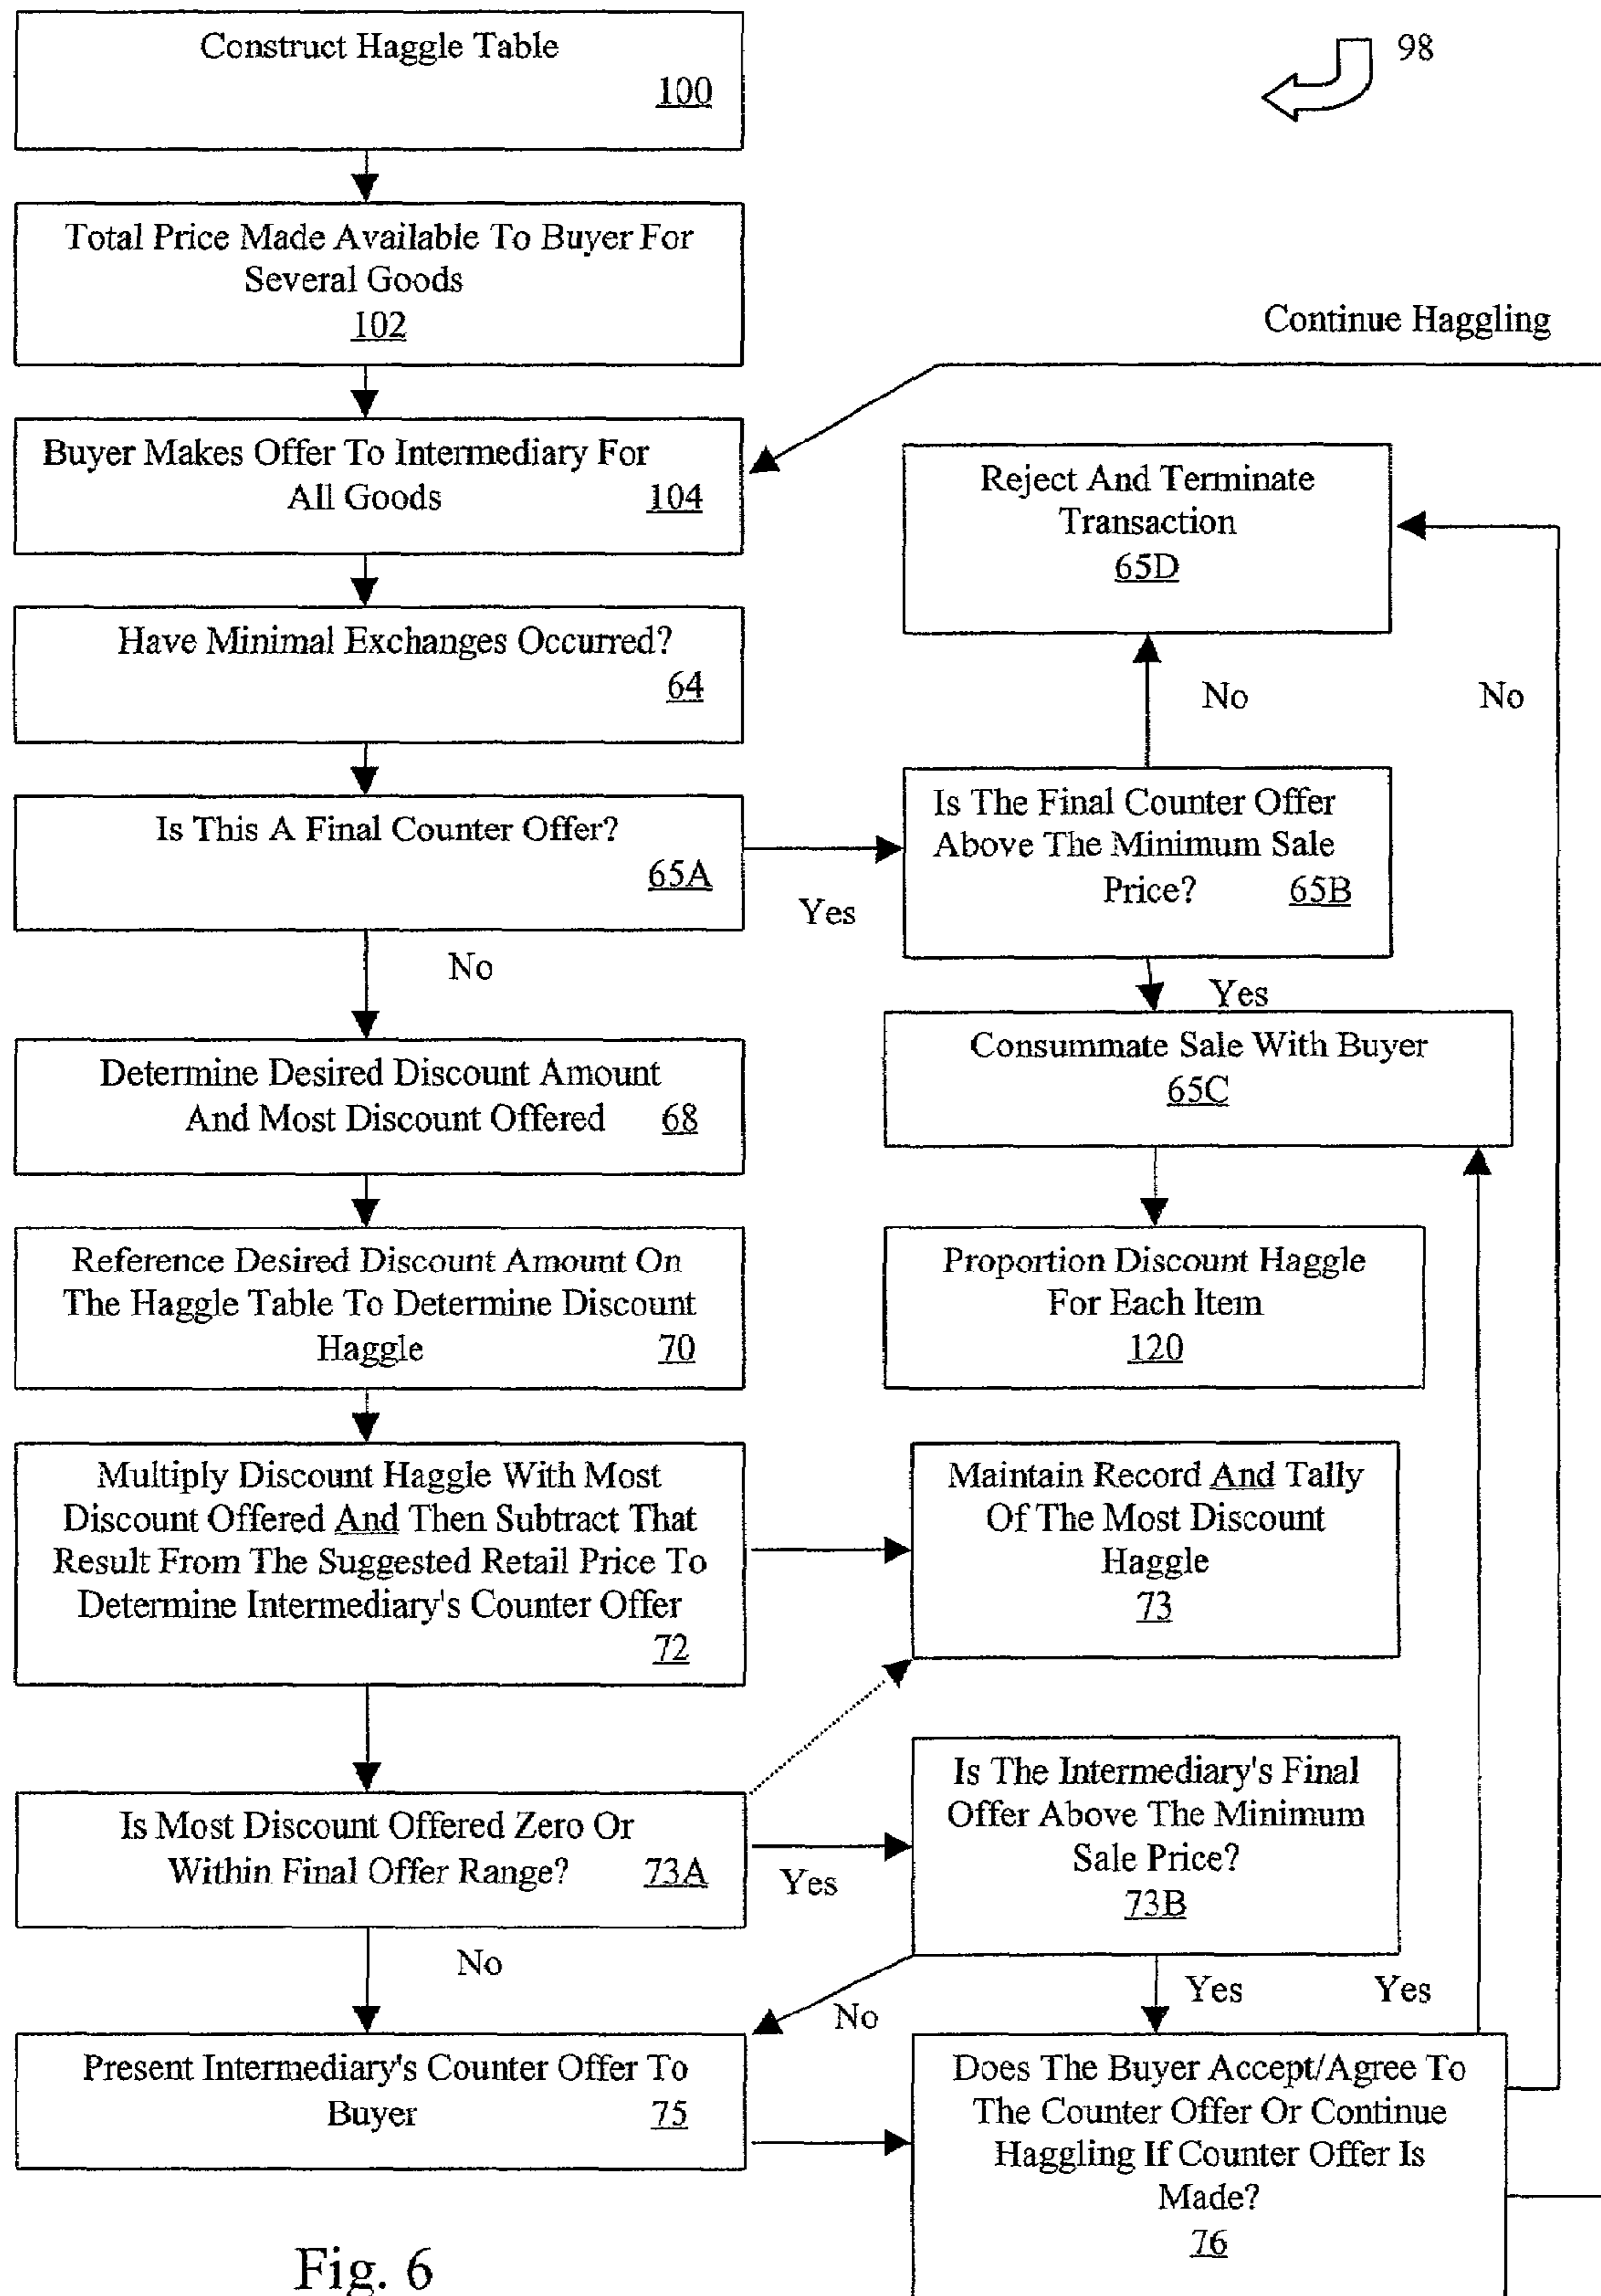 Construct Haggle Table
100
98
Total Price Made Available To Buyer For
Several Goods
102
Continue Haggling
Buyer Makes Offer To Intermediary For
All Goods 104
Reject And Terminate
Transaction
65D
Have Minimal Exchanges Occurred?
64
No
No
Is This A Final Counter Offer?
65A
Yes
Is The Final Counter Offer
Above The Minimum Sale
Price? 65B
No
Yes
Consummate Sale With Buyer
65C
Determine Desired Discount Amount
And Most Discount Offered 68
Reference Desired Discount Amount On
The Haggle Table To Determine Discount
Haggle 70
Proportion Discount Haggle
For Each Item
120
Multiply Discount Haggle With Most
Discount Offered And Then Subtract That
Result From The Suggested Retail Price To
Determine Intermediary's Counter Offer
72
Maintain Record And Tally
Of The Most Discount
Haggle
73
Is Most Discount Offered Zero Or
Within Final Offer Range? 73A
Yes
Is The Intermediary's Final
Offer Above The Minimum
Sale Price?
73B
No
No
Yes
Yes
Present Intermediary's Counter Offer To
Buyer 75
Does The Buyer Accept/Agree To
The Counter Offer Or Continue
Haggling If Counter Offer Is
Made?
76
Fig. 6